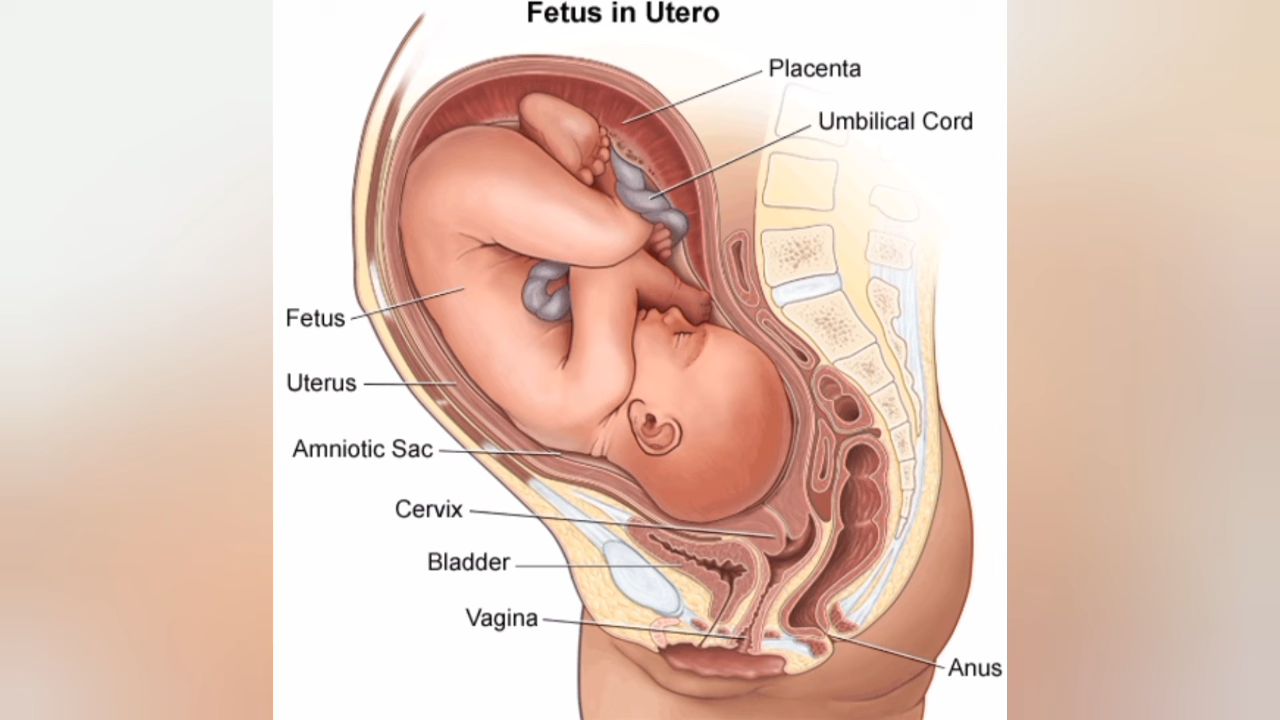 Fetus in Utero
Placenta
Umbilical Cord
Fetus
Uterus
Amniotic Sac
Cervix
Bladder
Vagina
Anus